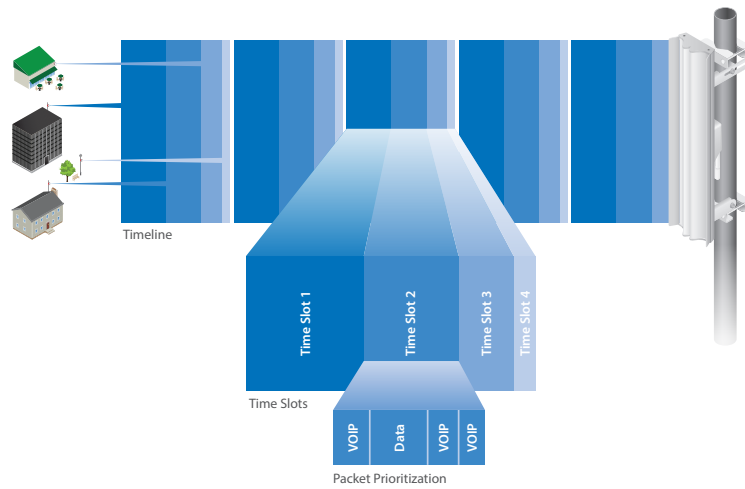 Timeline
Time Slot 1
Time Slot 2
Time Slot 3
Time Slot 4
Time Slots
VOIP
Data
VOIP
VOIP
Packet Prioritization